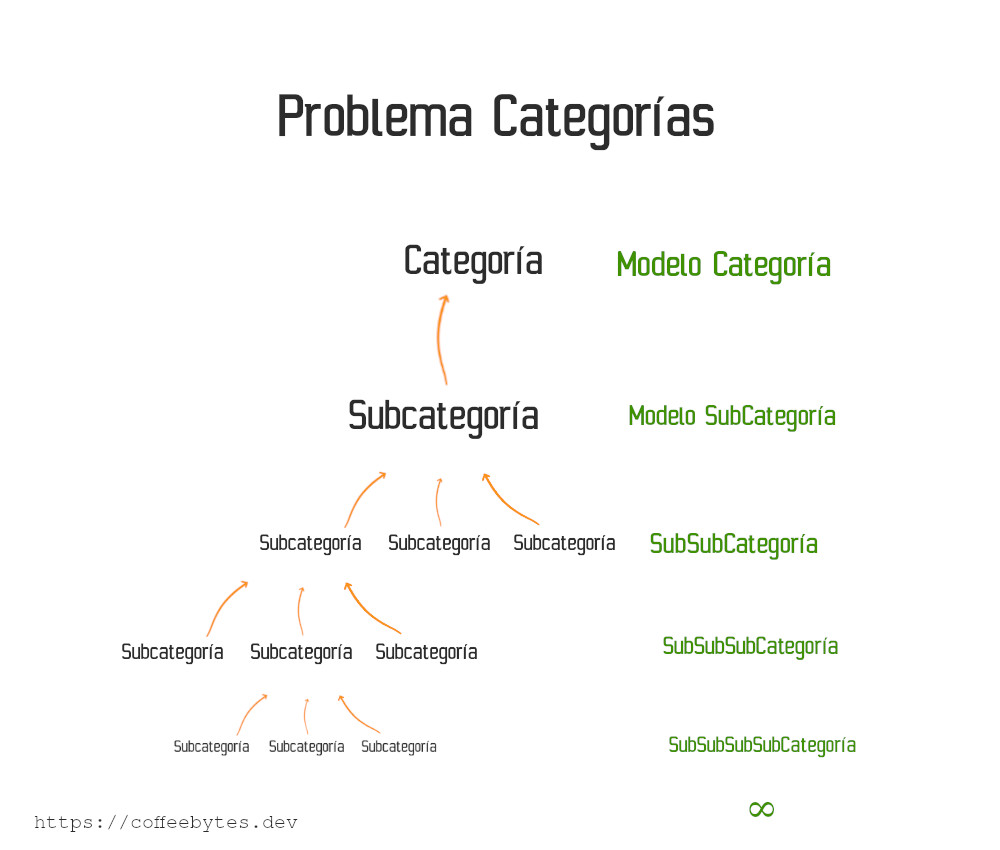 Problema Categorías
Categoría
Modelo Categoría
Subcategoría
Modelo SubCategoría
Subcategoría Subcategoría Subcategoría
SubSubCategoría
Subcategoría Subcategoría Subcategoría
SubSubSubCategoría
Subcategoría Subcategoría Subcategoría
SubSubSubSubCategoría
∞
https://coffeebytes.dev